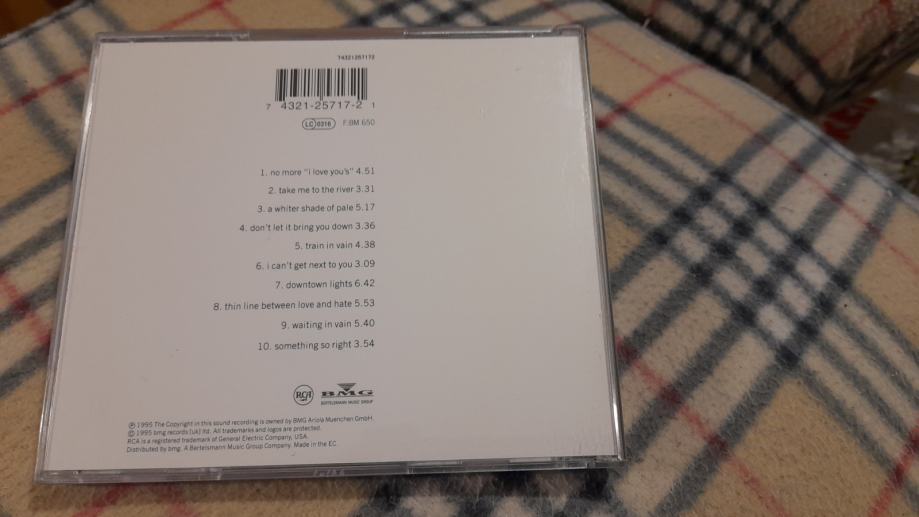 74321257172
7 4321-25717-2 1
LC 0316 F:BM 650
1. no more "i love you's" 4.51
2. take me to the river 3.31
3. a whiter shade of pale 5.17
4. don't let it bring you down 3.36
5. train in vain 4.38
6. i can't get next to you 3.09
7. downtown lights 6.42
8. thin line between love and hate 5.53
9. waiting in vain 5.40
10. something so right 3.54
RCA BMG
BERTELSMANN MUSIC GROUP
℗ 1995 The Copyright in this sound recording is owned by BMG Ariola Muenchen GmbH.
© 1995 bmg records [uk] ltd. All trademarks and logos are protected.
RCA is a registered trademark of General Electric Company, USA.
Distributed by bmg. A Bertelsmann Music Group Company. Made in the EC.